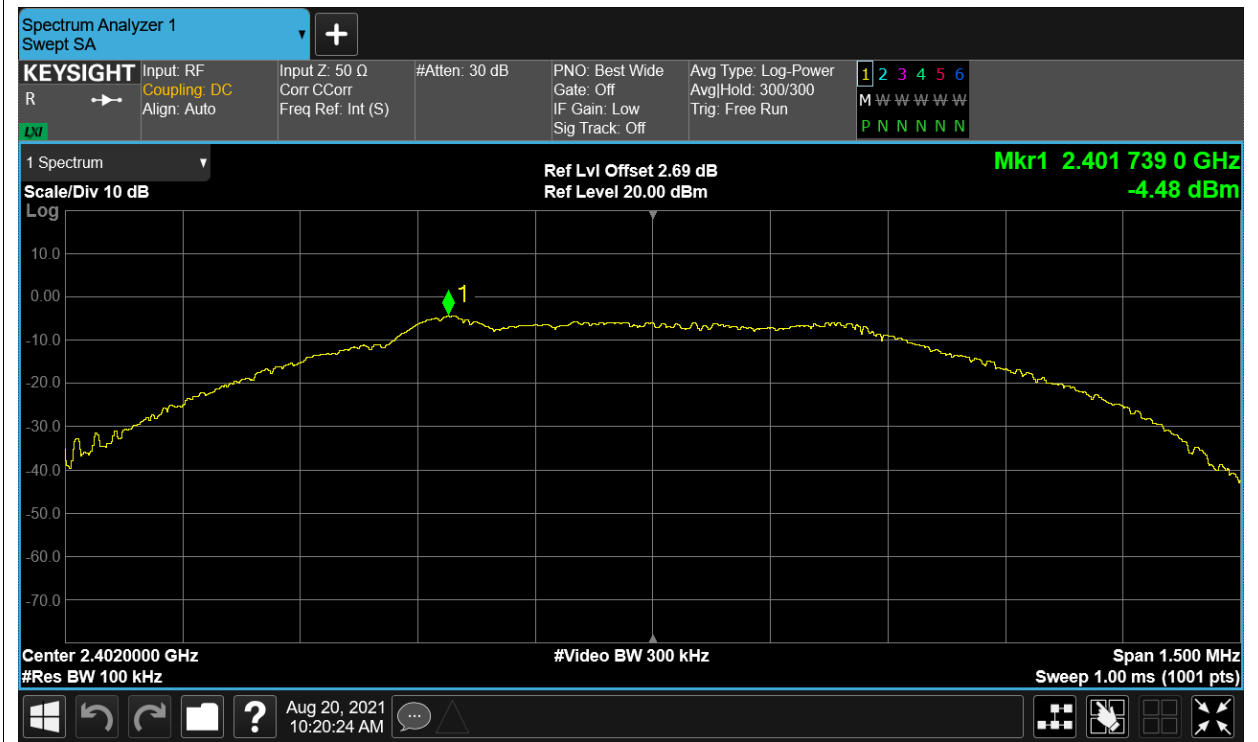 Spectrum Analyzer 1
Swept SA
+
KEYSIGHT
R
LXI
Input: RF
Coupling: DC
Align: Auto
Input Z: 50 Ω
Corr CCorr
Freq Ref: Int (S)
#Atten: 30 dB
PNO: Best Wide
Gate: Off
IF Gain: Low
Sig Track: Off
Avg Type: Log-Power
Avg|Hold: 300/300
Trig: Free Run
1 2 3 4 5 6
M W W W W W
P N N N N N
1 Spectrum
Scale/Div 10 dB
Log
Ref Lvl Offset 2.69 dB
Ref Level 20.00 dBm
Mkr1 2.401 739 0 GHz
-4.48 dBm
10.0
0.00
-10.0
-20.0
-30.0
-40.0
-50.0
-60.0
-70.0
1
Center 2.4020000 GHz
#Res BW 100 kHz
#Video BW 300 kHz
Span 1.500 MHz
Sweep 1.00 ms (1001 pts)
?
Aug 20, 2021
10:20:24 AM